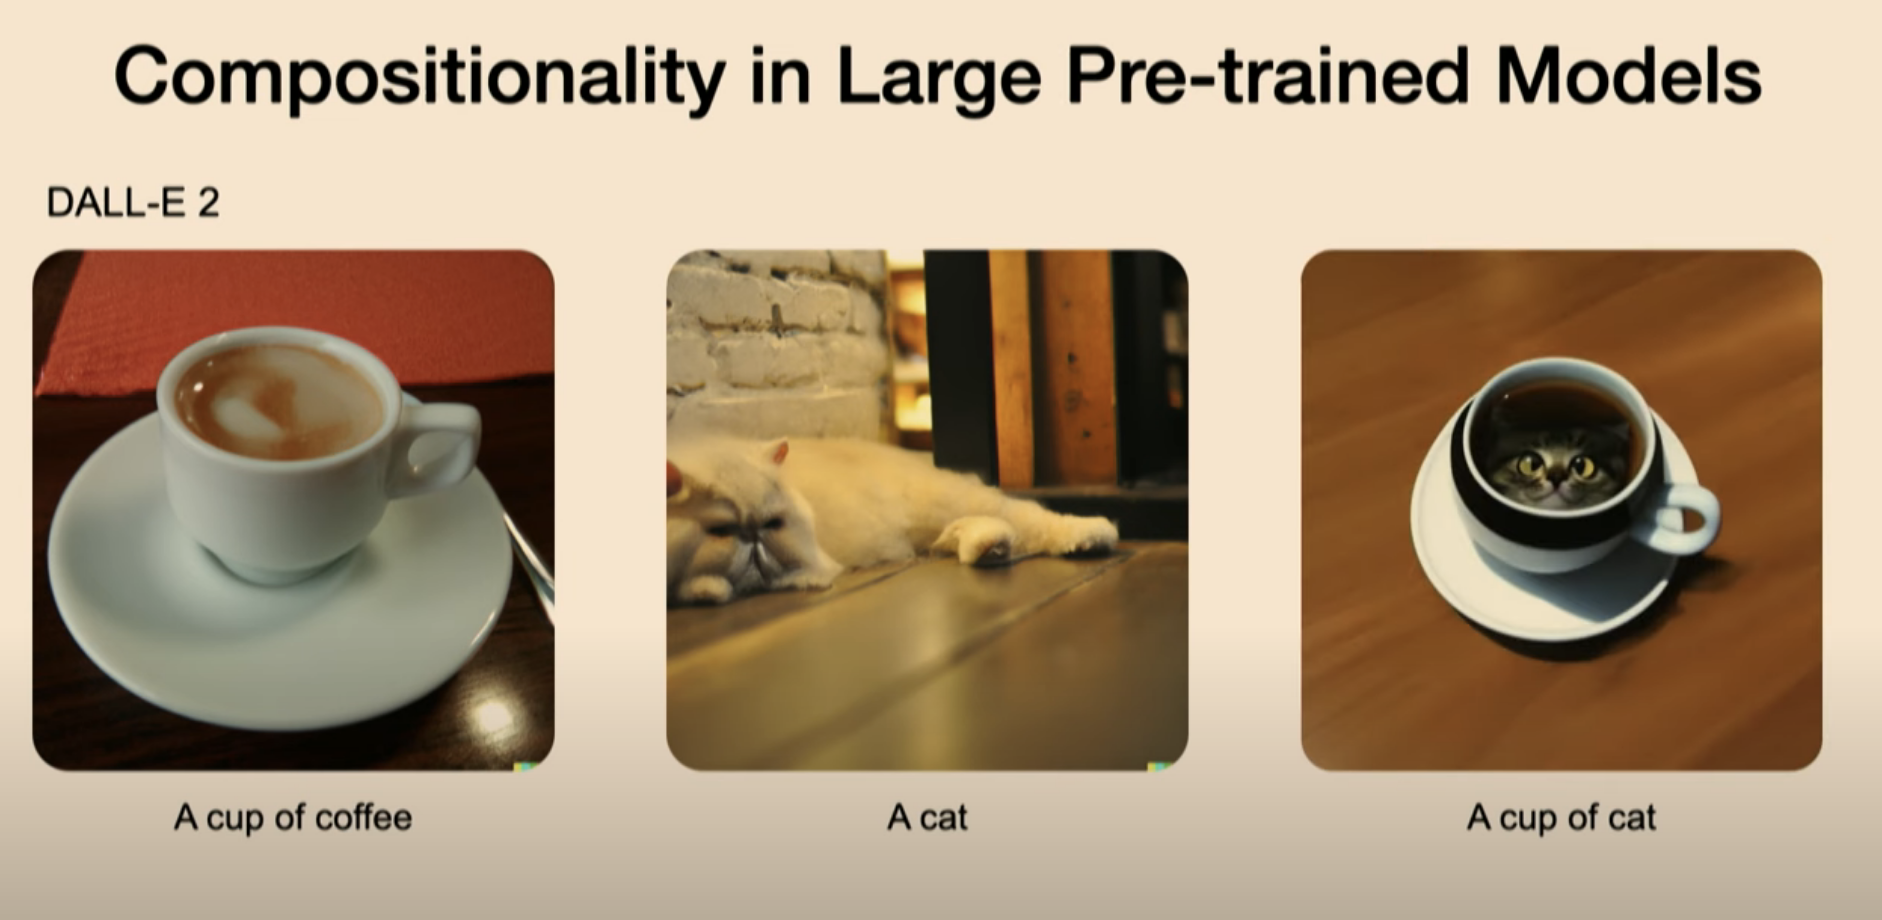 Compositionality in Large Pre-trained Models
DALL-E 2
A cup of coffee
A cat
A cup of cat